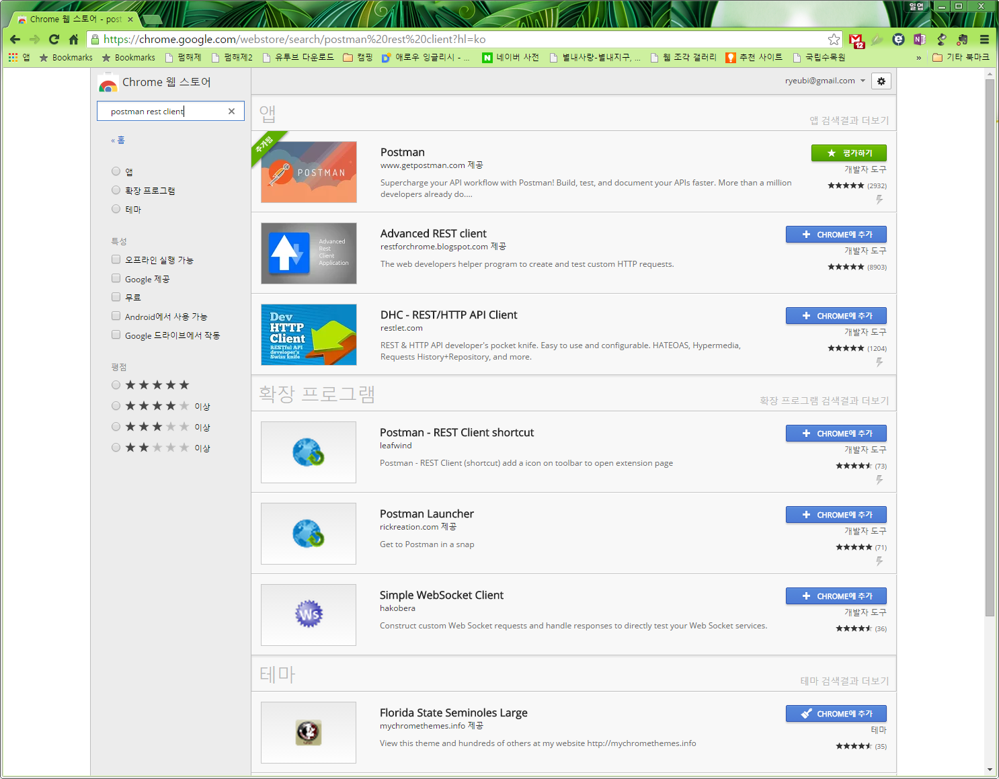 일엽
Chrome 웹 스토어 - post
https://chrome.google.com/webstore/search/postman%20rest%20client?hl=ko
12
앱 Bookmarks Bookmarks 펌해제 펌해제2 유투브 다운로드 캠핑 애로우 잉글리시 - ... 네이버 사전 별내사랑-별내지구, ... 웹 조각 갤러리 추천 사이트 국립수목원 » 기타 북마크
Chrome 웹 스토어
ryeubi@gmail.com
postman rest client
« 홈
앱
확장 프로그램
테마
특성
오프라인 실행 가능
Google 제공
무료
Android에서 사용 가능
Google 드라이브에서 작동
평점
이상
이상
이상
앱
앱 검색결과 더보기
추가됨
POSTMAN
Postman
www.getpostman.com 제공
Supercharge your API workflow with Postman! Build, test, and document your APIs faster. More than a million
developers already do....
평가하기
개발자 도구
(2932)
Advanced
Rest
Client
Application
Advanced REST client
restforchrome.blogspot.com 제공
The web developers helper program to create and test custom HTTP requests.
CHROME에 추가
개발자 도구
(8903)
Dev
HTTP
Client
RESTful API
developer's
Swiss knife
DHC - REST/HTTP API Client
restlet.com
REST & HTTP API developer's pocket knife. Easy to use and configurable. HATEOAS, Hypermedia,
Requests History+Repository, and more.
CHROME에 추가
개발자 도구
(1204)
확장 프로그램
확장 프로그램 검색결과 더보기
Postman - REST Client shortcut
leafwind
Postman - REST Client (shortcut) add a icon on toolbar to open extension page
CHROME에 추가
개발자 도구
(73)
Postman Launcher
rickreation.com 제공
Get to Postman in a snap
CHROME에 추가
개발자 도구
(71)
Ws
Simple WebSocket Client
hakobera
Construct custom Web Socket requests and handle responses to directly test your Web Socket services.
CHROME에 추가
개발자 도구
(36)
테마
테마 검색결과 더보기
Florida State Seminoles Large
mychromethemes.info 제공
View this theme and hundreds of others at my website http://mychromethemes.info
CHROME에 추가
테마
(35)